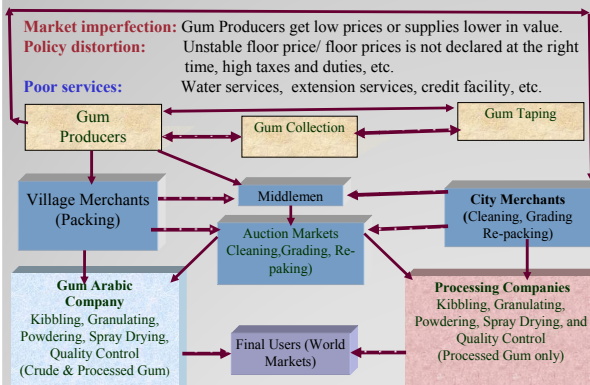 Market imperfection: Gum Producers get low prices or supplies lower in value.
Policy distortion: Unstable floor price/ floor prices is not declared at the right
time, high taxes and duties, etc.
Poor services: Water services, extension services, credit facility, etc.
Gum
Producers
Gum Collection
Gum Taping
Village Merchants
(Packing)
Middlemen
City Merchants
(Cleaning, Grading
Re-packing)
Auction Markets
Cleaning,Grading, Re-
paking)
Gum Arabic
Company
Kibbling, Granulating,
Powdering, Spray Drying,
Quality Control
(Crude & Processed Gum)
Final Users (World
Markets)
Processing Companies
Kibbling, Granulating,
Powdering, Spray Drying, and
Quality Control
(Processed Gum only)